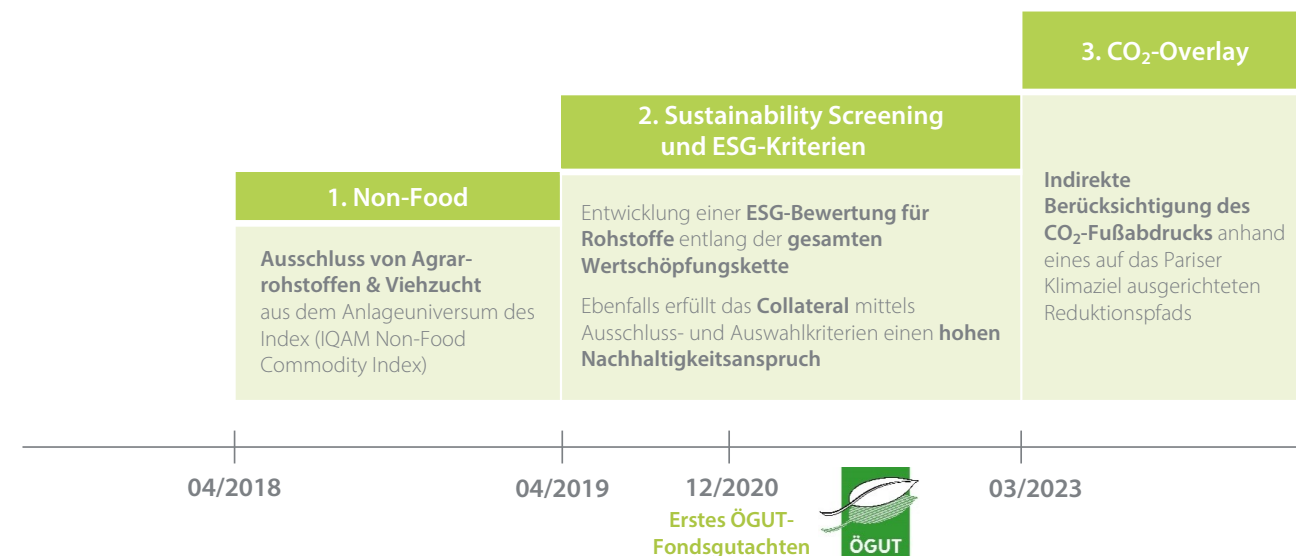 1. Non-Food
Ausschluss von Agrar-
rohstoffen & Viehzucht
aus dem Anlageuniversum des
Index (IQAM Non-Food
Commodity Index)
2. Sustainability Screening
und ESG-Kriterien
Entwicklung einer ESG-Bewertung für
Rohstoffe entlang der gesamten
Wertschöpfungskette
Ebenfalls erfüllt das Collateral mittels
Ausschluss- und Auswahlkriterien einen hohen
Nachhaltigkeitsanspruch
3. CO₂-Overlay
Indirekte
Berücksichtigung des
CO₂-Fußabdrucks anhand
eines auf das Pariser
Klimaziel ausgerichteten
Reduktionspfads
04/2018
04/2019
12/2020
03/2023
Erstes ÖGUT-
Fondsgutachten
ÖGUT